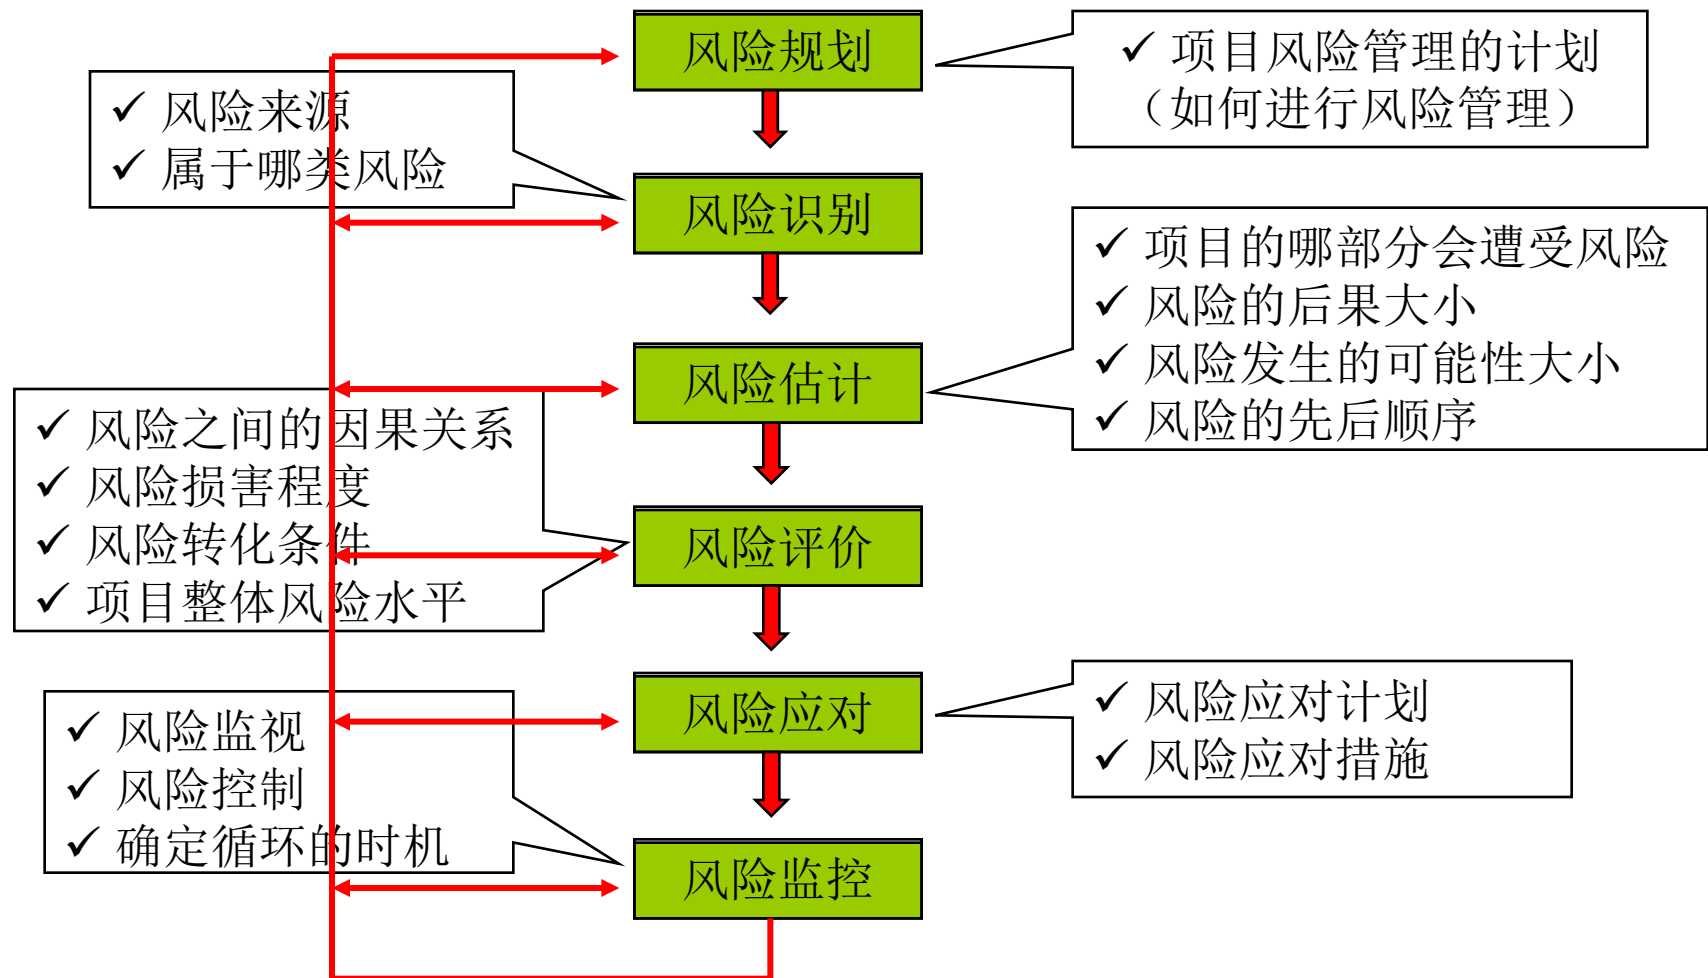 风险规划
✓ 项目风险管理的计划
（如何进行风险管理）
✓ 风险来源
✓ 属于哪类风险
风险识别
✓ 项目的哪部分会遭受风险
✓ 风险的后果大小
✓ 风险发生的可能性大小
✓ 风险的先后顺序
风险估计
✓ 风险之间的因果关系
✓ 风险损害程度
✓ 风险转化条件
✓ 项目整体风险水平
风险评价
风险应对
✓ 风险应对计划
✓ 风险应对措施
✓ 风险监视
✓ 风险控制
✓ 确定循环的时机
风险监控